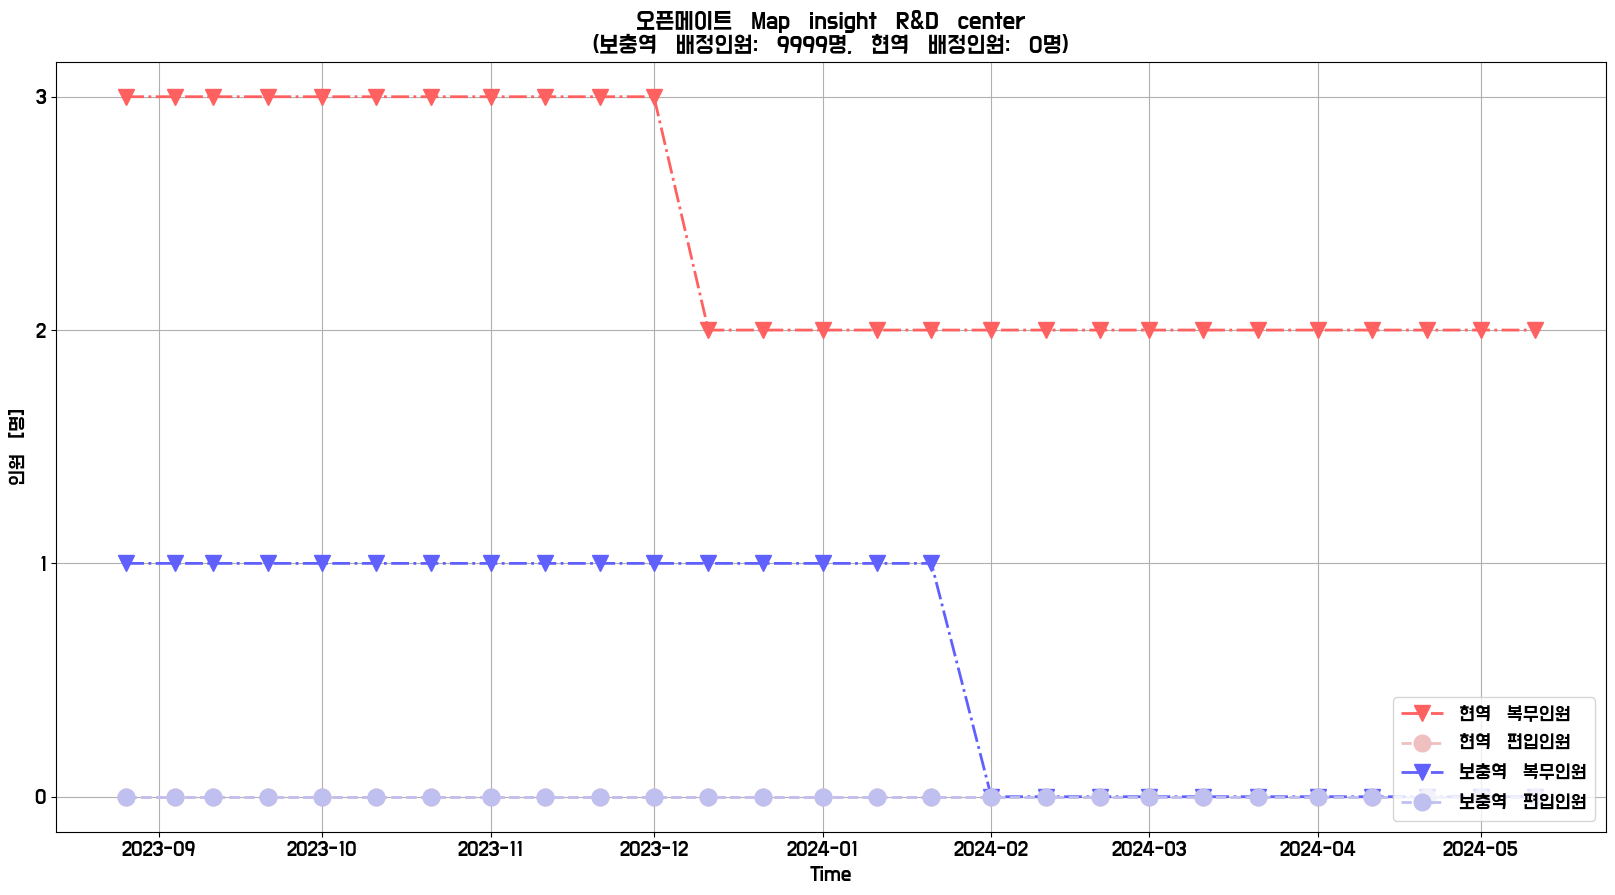 오픈메이트 Map insight R&D center
(보충역 배정인원: 9999명, 현역 배정인원: 0명)
3
2
1
0
인원 [명]
2023-09 2023-10 2023-11 2023-12 2024-01 2024-02 2024-03 2024-04 2024-05
Time
현역 복무인원
현역 편입인원
보충역 복무인원
보충역 편입인원